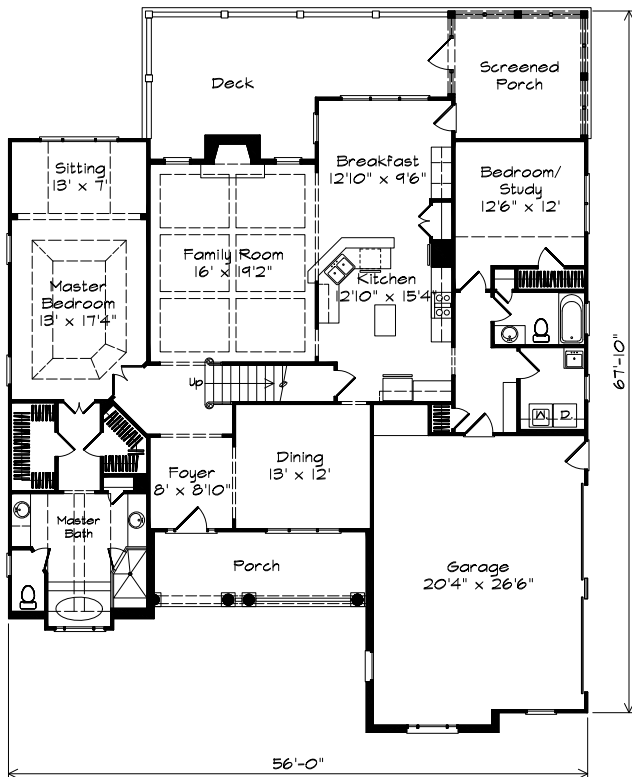 Deck
Screened
Porch
Sitting
13' x 7'
Breakfast
12'10" x 9'6"
Bedroom/
Study
12'6" x 12'
Family Room
16' x 19'2"
Master
Bedroom
13' x 17'4"
Kitchen
12'10" x 15'4"
67'-10"
Up
W
D.
Foyer
8' x 8'10"
Dining
13' x 12'
Master
Bath
Porch
Garage
20'4" x 26'6"
56'-0"